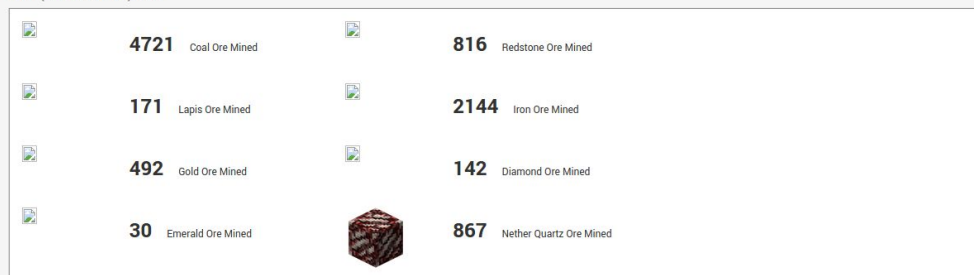 4721 Coal Ore Mined
816 Redstone Ore Mined
171 Lapis Ore Mined
2144 Iron Ore Mined
492 Gold Ore Mined
142 Diamond Ore Mined
30 Emerald Ore Mined
867 Nether Quartz Ore Mined